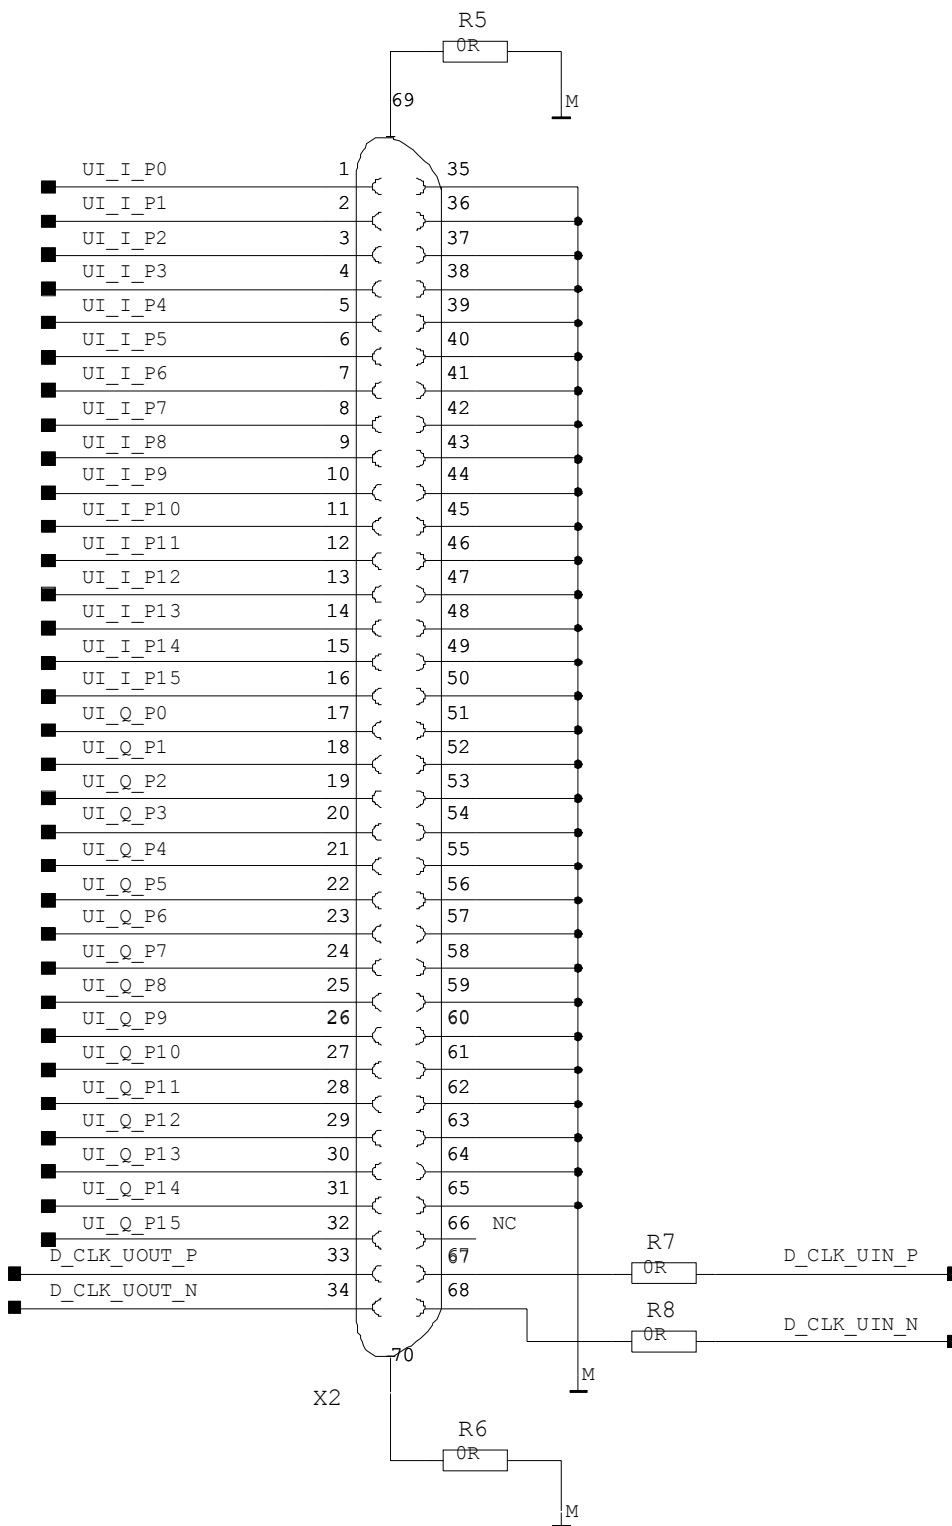 R5
0R
69
M
UI_I_P0 1 35
UI_I_P1 2 36
UI_I_P2 3 37
UI_I_P3 4 38
UI_I_P4 5 39
UI_I_P5 6 40
UI_I_P6 7 41
UI_I_P7 8 42
UI_I_P8 9 43
UI_I_P9 10 44
UI_I_P10 11 45
UI_I_P11 12 46
UI_I_P12 13 47
UI_I_P13 14 48
UI_I_P14 15 49
UI_I_P15 16 50
UI_Q_P0 17 51
UI_Q_P1 18 52
UI_Q_P2 19 53
UI_Q_P3 20 54
UI_Q_P4 21 55
UI_Q_P5 22 56
UI_Q_P6 23 57
UI_Q_P7 24 58
UI_Q_P8 25 59
UI_Q_P9 26 60
UI_Q_P10 27 61
UI_Q_P11 28 62
UI_Q_P12 29 63
UI_Q_P13 30 64
UI_Q_P14 31 65
UI_Q_P15 32 66 NC
R7
D_CLK_UOUT_P 33 67 0R D_CLK_UIN_P
D_CLK_UOUT_N 34 68
R8
0R D_CLK_UIN_N
70
M
X2
R6
0R
M